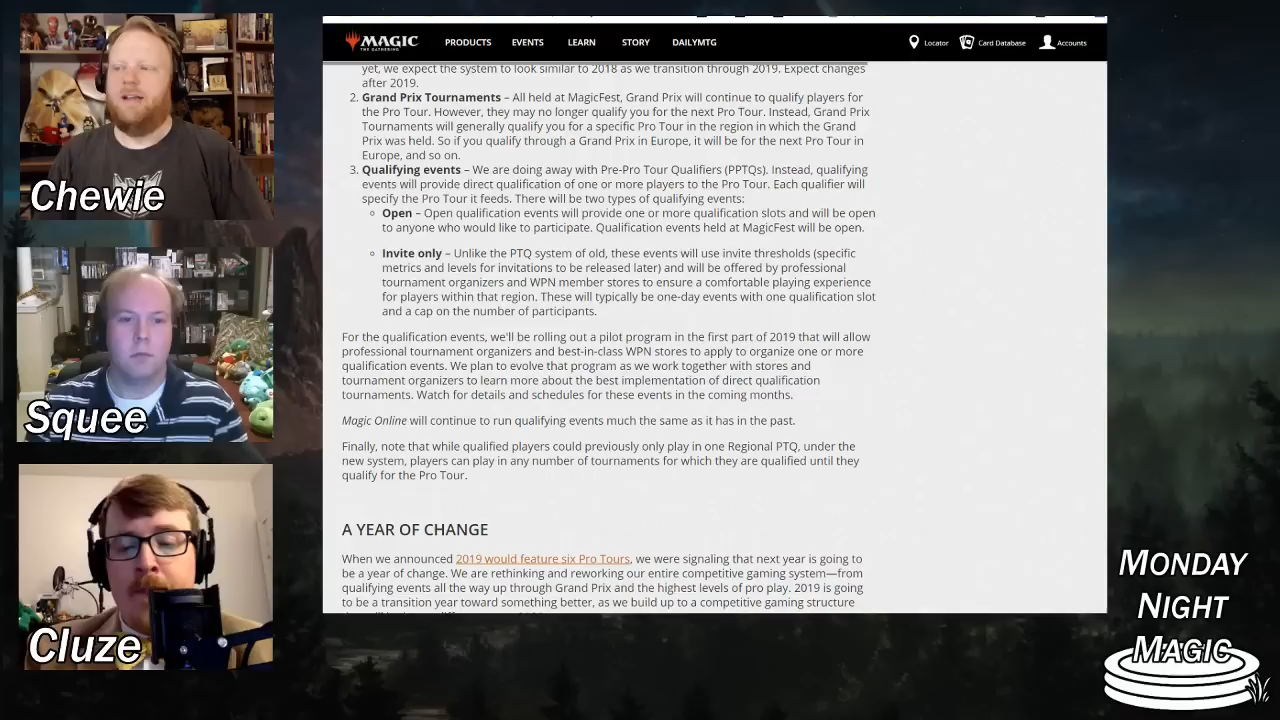 Chewie
Squee
Cluze
MAGIC
THE GATHERING
PRODUCTS EVENTS LEARN STORY DAILYMTG
Locator Card Database Accounts
yet, we expect the system to look similar to 2018 as we transition through 2019. Expect changes
after 2019.
2. Grand Prix Tournaments – All held at MagicFest, Grand Prix will continue to qualify players for
the Pro Tour. However, they may no longer qualify you for the next Pro Tour. Instead, Grand Prix
Tournaments will generally qualify you for a specific Pro Tour in the region in which the Grand
Prix was held. So if you qualify through a Grand Prix in Europe, it will be for the next Pro Tour in
Europe, and so on.
3. Qualifying events – We are doing away with Pre-Pro Tour Qualifiers (PPTQs). Instead, qualifying
events will provide direct qualification of one or more players to the Pro Tour. Each qualifier will
specify the Pro Tour it feeds. There will be two types of qualifying events:
Open – Open qualification events will provide one or more qualification slots and will be open
to anyone who would like to participate. Qualification events held at MagicFest will be open.
Invite only – Unlike the PTQ system of old, these events will use invite thresholds (specific
metrics and levels for invitations to be released later) and will be offered by professional
tournament organizers and WPN member stores to ensure a comfortable playing experience
for players within that region. These will typically be one-day events with one qualification slot
and a cap on the number of participants.
For the qualification events, we'll be rolling out a pilot program in the first part of 2019 that will allow
professional tournament organizers and best-in-class WPN stores to apply to organize one or more
qualification events. We plan to evolve that program as we work together with stores and
tournament organizers to learn more about the best implementation of direct qualification
tournaments. Watch for details and schedules for these events in the coming months.
Magic Online will continue to run qualifying events much the same as it has in the past.
Finally, note that while qualified players could previously only play in one Regional PTQ, under the
new system, players can play in any number of tournaments for which they are qualified until they
qualify for the Pro Tour.
A YEAR OF CHANGE
When we announced 2019 would feature six Pro Tours, we were signaling that next year is going to
be a year of change. We are rethinking and reworking our entire competitive gaming system—from
qualifying events all the way up through Grand Prix and the highest levels of pro play. 2019 is going
to be a transition year toward something better, as we build up to a competitive gaming structure
MONDAY
NIGHT
MAGIC